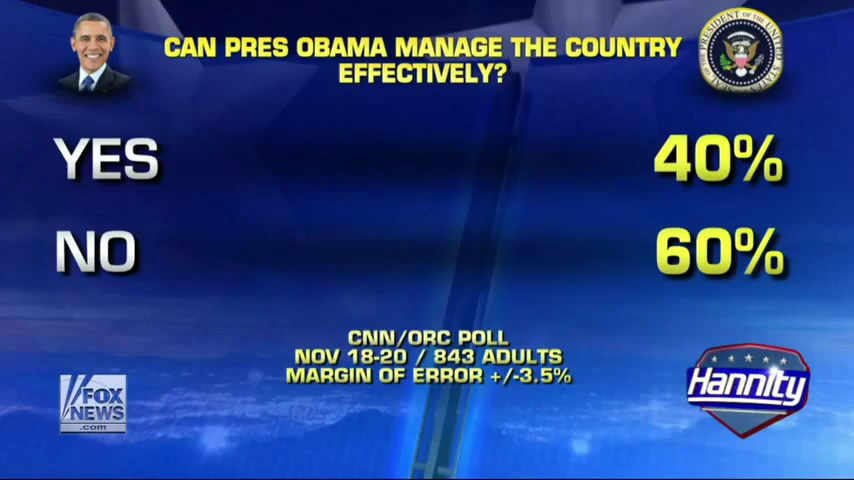 CAN PRES OBAMA MANAGE THE COUNTRY
EFFECTIVELY?
YES 40%
NO 60%
CNN/ORC POLL
NOV 18-20 / 843 ADULTS
MARGIN OF ERROR +/-3.5%
FOX
NEWS
.com
Hannity